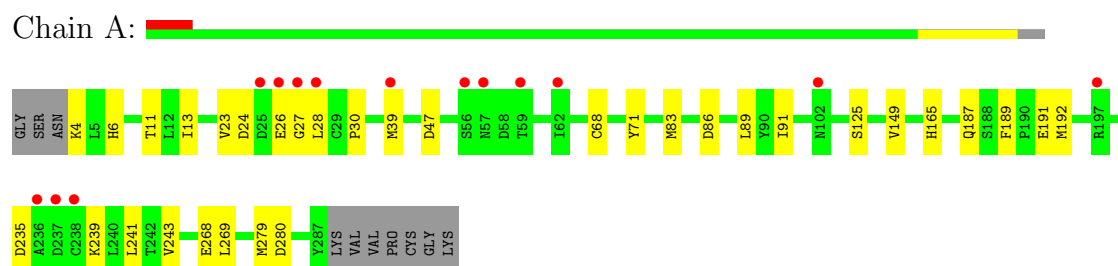 Chain A:
GLY SER ASN K4 L5 H6 T11 L12 I13 V23 D24 D25 E26 G27 L28 C29 P30 M39 D47 S56 N57 D58 T59 I62 C68 Y71 M83 D86 L89 Y90 I91 N102 S125 V149 H165 Q187 S188 F189 P190 E191 M192 R197
D235 A236 D237 C238 K239 L240 L241 T242 V243 E268 L269 M279 D280 Y287 LYS VAL VAL PRO CYS GLY LYS